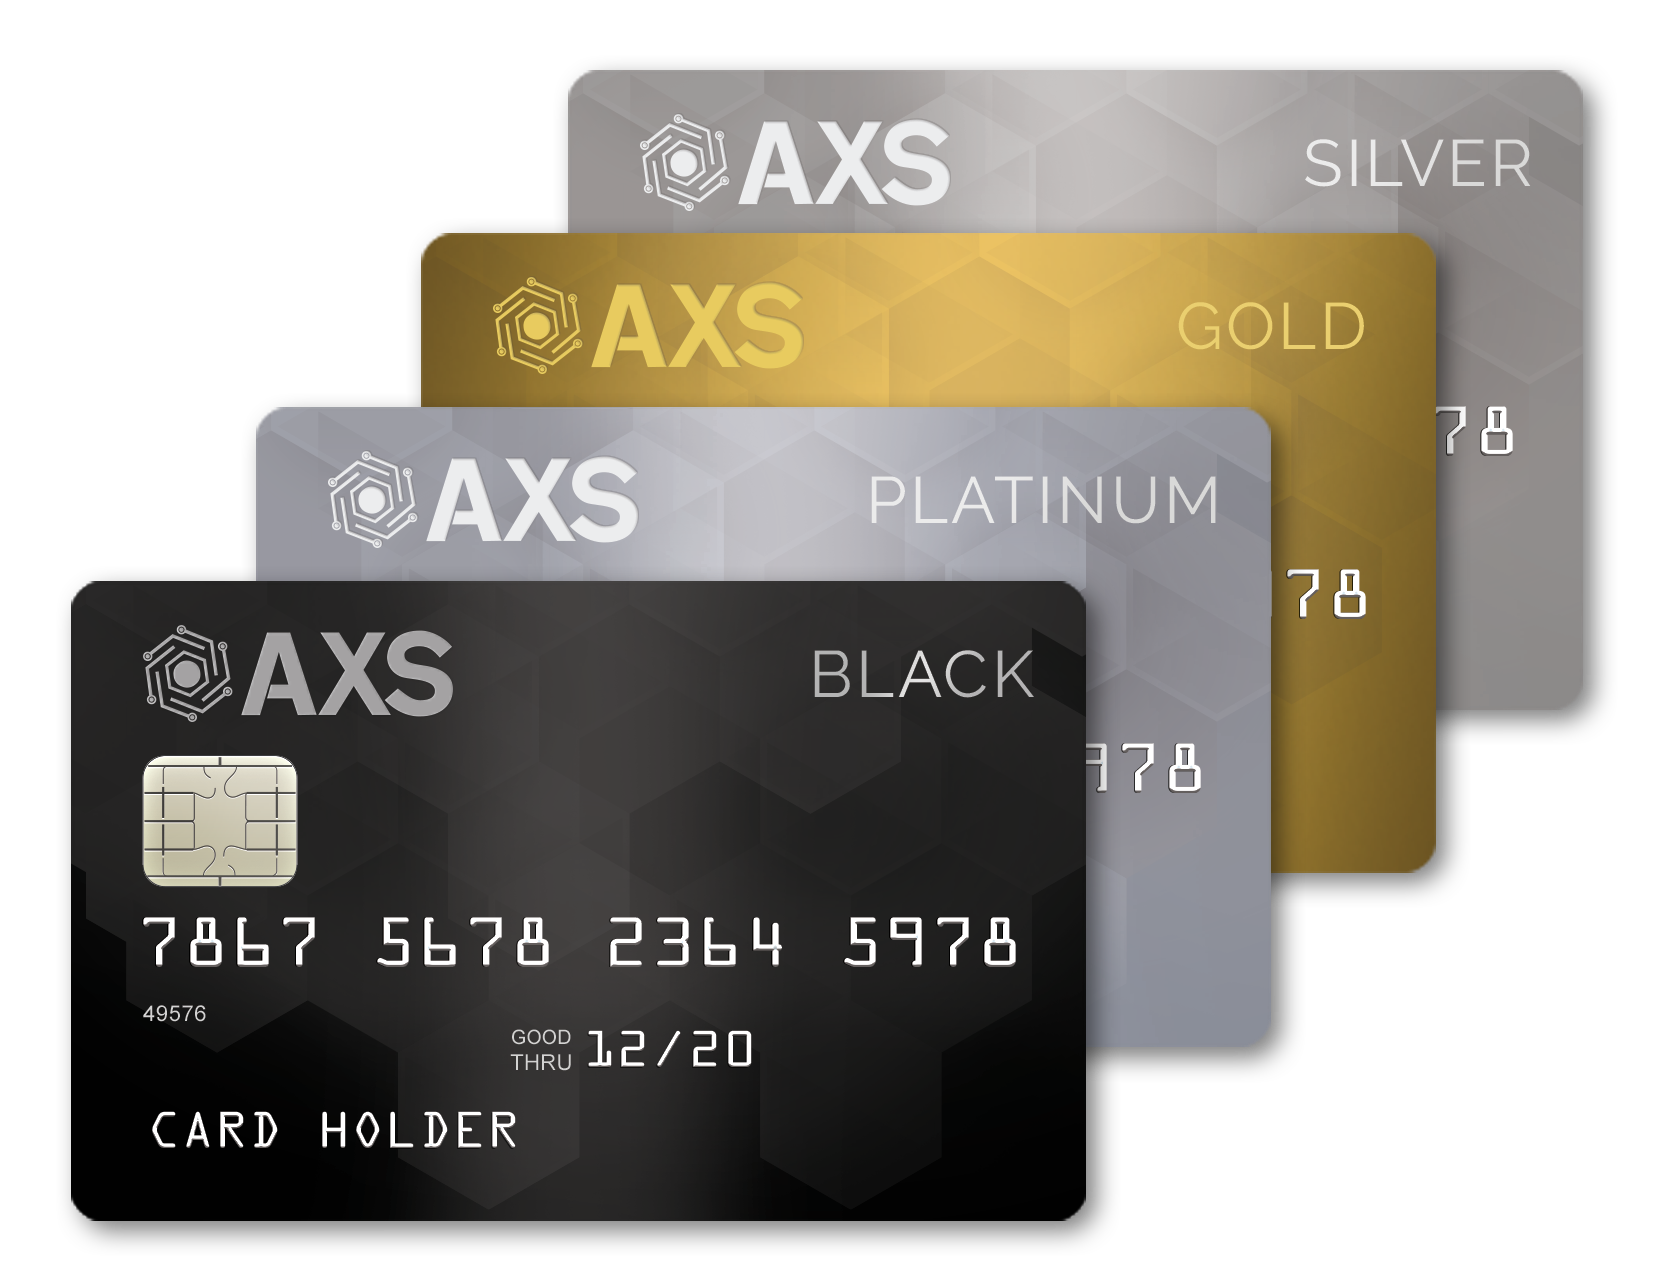 AXS SILVER
AXS GOLD
78
AXS PLATINUM
78
AXS BLACK
978
7867 5678 2364 5978
49576
GOOD THRU 12/20
CARD HOLDER